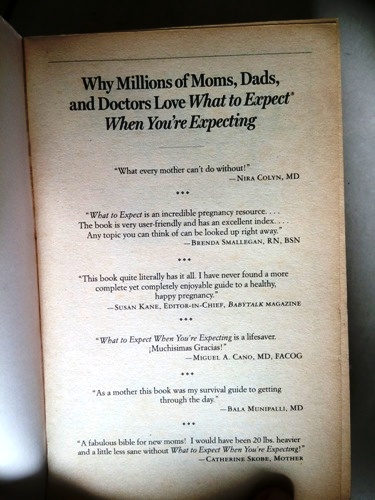 Why Millions of Moms, Dads,
and Doctors Love What to Expect®
When You're Expecting
"What every mother can't do without!"
—NIRA COLYN, MD
***
"What to Expect is an incredible pregnancy resource. . . .
The book is very user-friendly and has an excellent index. . . .
Any topic you can think of can be looked up right away."
—BRENDA SMALLEGAN, RN, BSN
***
"This book quite literally has it all. I have never found a more
complete yet completely enjoyable guide to a healthy,
happy pregnancy."
—SUSAN KANE, EDITOR-IN-CHIEF, BABYTALK MAGAZINE
***
"What to Expect When You're Expecting is a lifesaver.
¡Muchisimas Gracias!"
—MIGUEL A. CANO, MD, FACOG
***
"As a mother this book was my survival guide to getting
through the day."
—BALA MUNIPALLI, MD
***
"A fabulous bible for new moms! I would have been 20 lbs. heavier
and a little less sane without What to Expect When You're Expecting!"
—CATHERINE SKOBE, MOTHER